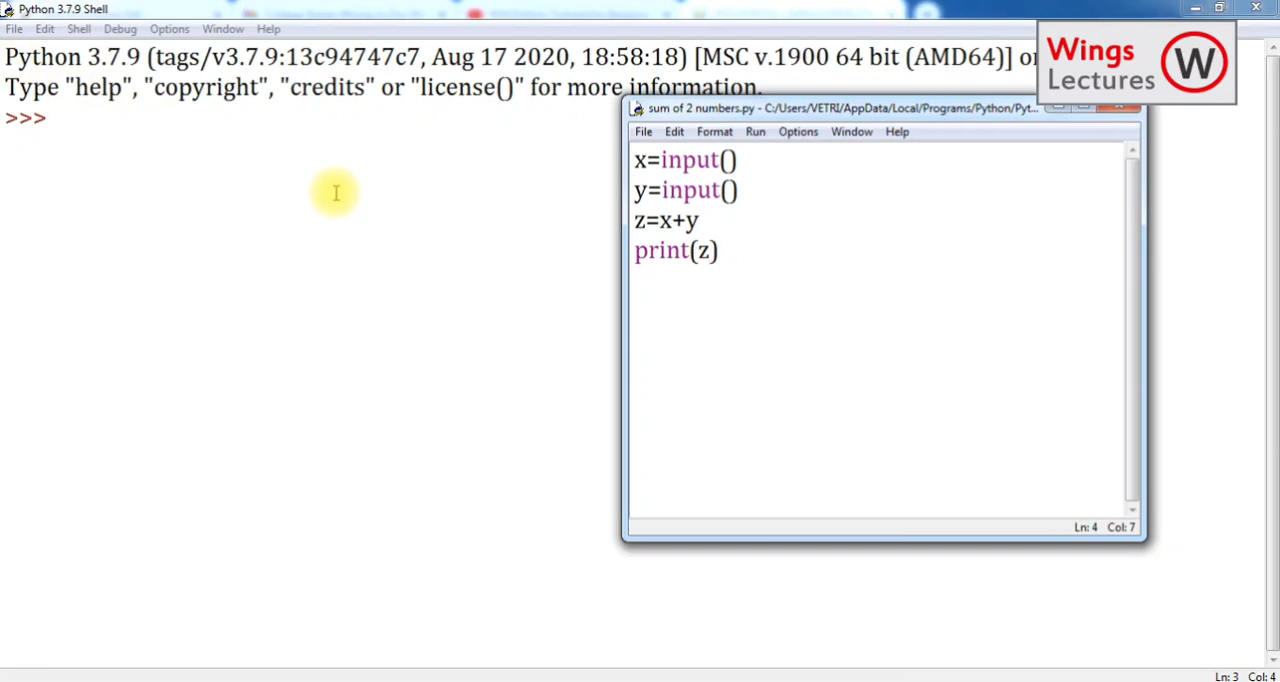 Python 3.7.9 Shell
File Edit Shell Debug Options Window Help
Python 3.7.9 (tags/v3.7.9:13c94747c7, Aug 17 2020, 18:58:18) [MSC v.1900 64 bit (AMD64)]
Type "help", "copyright", "credits" or "license()" for more information.
>>>
Wings
Lectures
W
sum of 2 numbers.py - C:/Users/VETRI/AppData/Local/Programs/Python/Pyt...
File Edit Format Run Options Window Help
x=input()
y=input()
z=x+y
print(z)
Ln: 4 Col: 7
Ln: 3 Col: 4